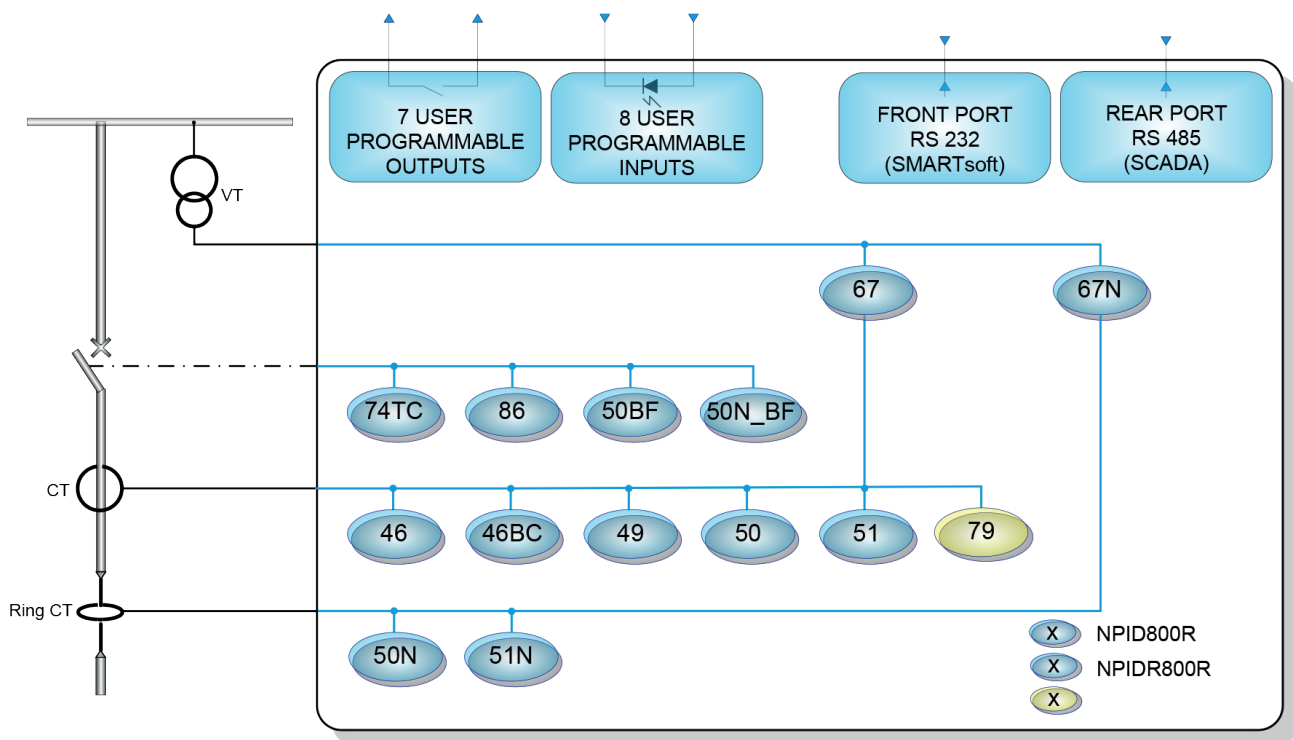 7 USER
PROGRAMMABLE
OUTPUTS
8 USER
PROGRAMMABLE
INPUTS
FRONT PORT
RS 232
(SMARTsoft)
REAR PORT
RS 485
(SCADA)
VT
67
67N
74TC
86
50BF
50N_BF
CT
46
46BC
49
50
51
79
Ring CT
50N
51N
X NPID800R
X NPIDR800R
X